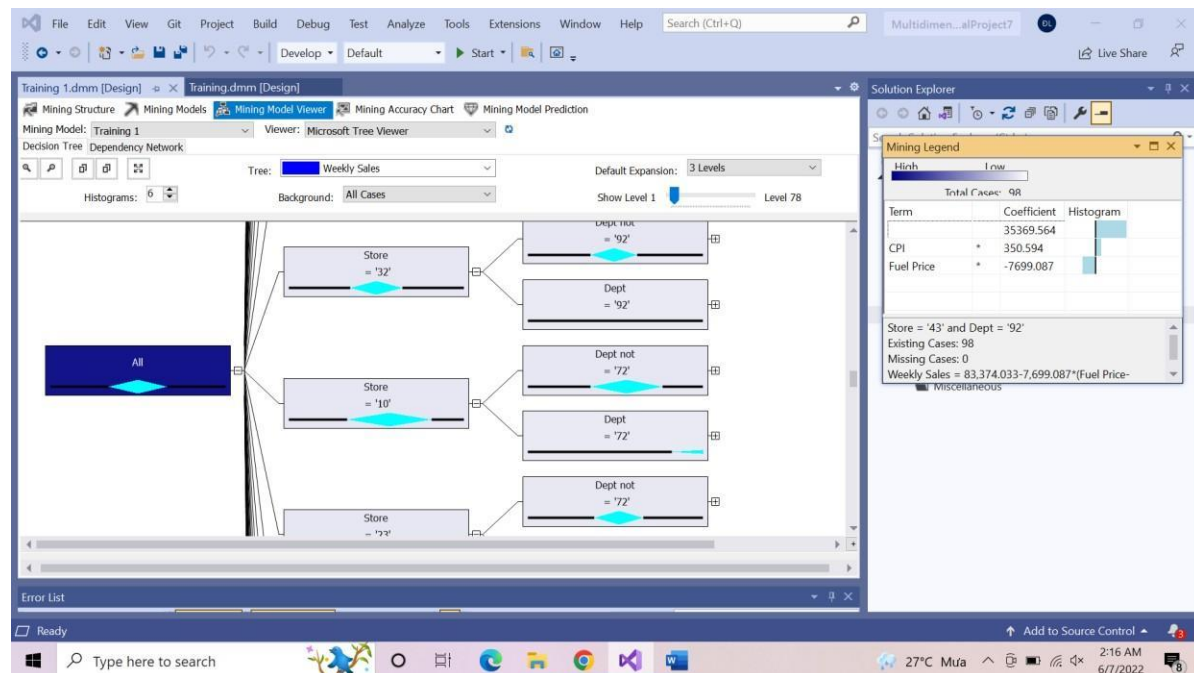 File Edit View Git Project Build Debug Test Analyze Tools Extensions Window Help Search (Ctrl+Q) Multidimen...alProject7 DL
Develop Default Start Live Share
Training 1.dmm [Design] Training.dmm [Design]
Mining Structure Mining Models Mining Model Viewer Mining Accuracy Chart Mining Model Prediction
Mining Model: Training 1 Viewer: Microsoft Tree Viewer
Decision Tree Dependency Network
Tree: Weekly Sales Default Expansion: 3 Levels
Histograms: 6 Background: All Cases Show Level 1 Level 78
Dept not
= '92'
Store
= '32'
Dept
= '92'
All
Dept not
= '72'
Store
= '10'
Dept
= '72'
Dept not
= '72'
Store
= '23'
Solution Explorer
Mining Legend
High Low
Total Cases: 98
Term Coefficient Histogram
35369.564
CPI * 350.594
Fuel Price * -7699.087
Store = '43' and Dept = '92'
Existing Cases: 98
Missing Cases: 0
Weekly Sales = 83,374.033-7,699.087*(Fuel Price-
Miscellaneous
Error List
Ready Add to Source Control 3
Type here to search 27°C Mưa 2:16 AM
6/7/2022 8